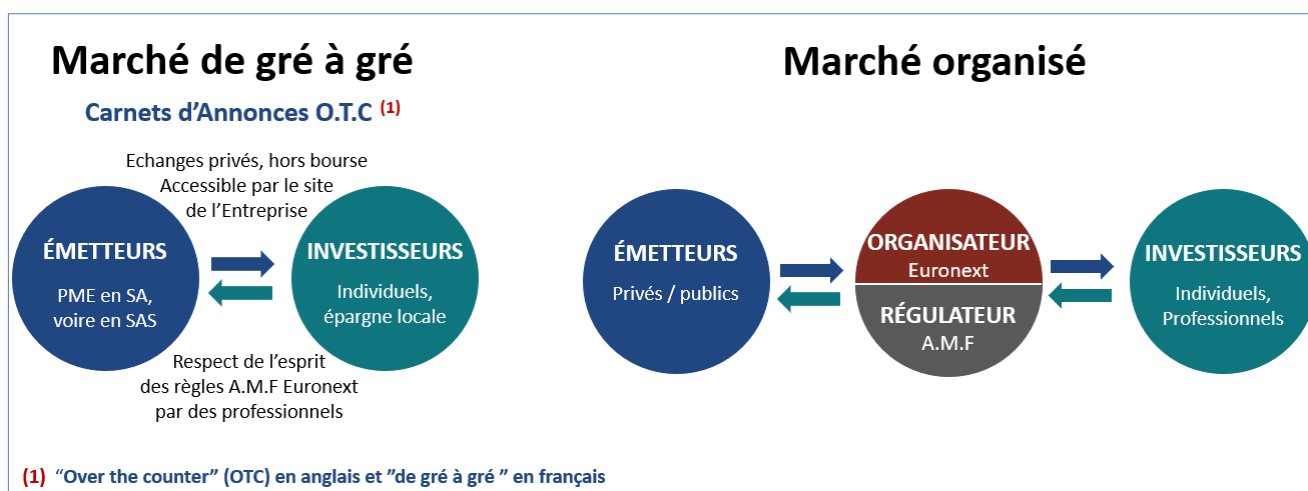 Marché de gré à gré
Carnets d'Annonces O.T.C (1)
Echanges privés, hors bourse
Accessible par le site
de l'Entreprise
ÉMETTEURS
PME en SA,
voire en SAS
INVESTISSEURS
Individuels,
épargne locale
Respect de l'esprit
des règles A.M.F Euronext
par des professionnels
Marché organisé
ÉMETTEURS
Privés / publics
ORGANISATEUR
Euronext
RÉGULATEUR
A.M.F
INVESTISSEURS
Individuels,
Professionnels
(1) “Over the counter” (OTC) en anglais et ”de gré à gré ” en français